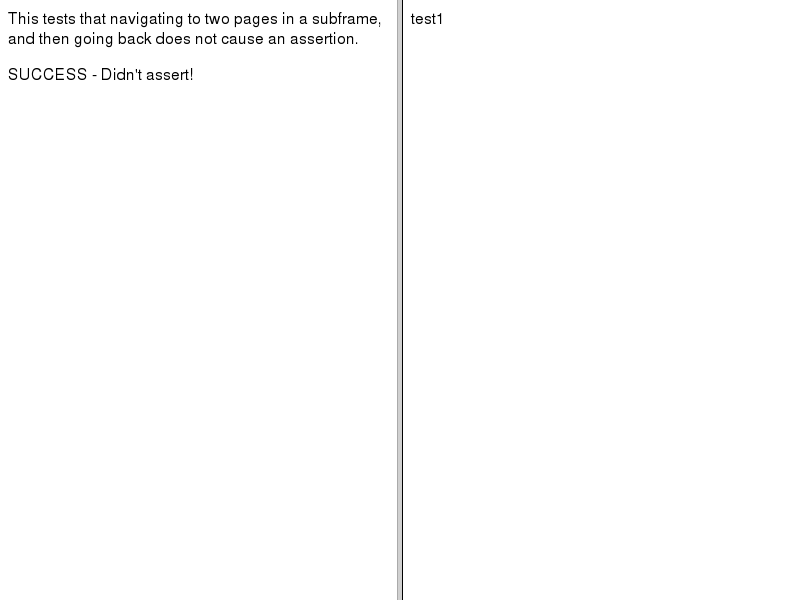 This tests that navigating to two pages in a subframe,
and then going back does not cause an assertion.
SUCCESS - Didn't assert!
test1